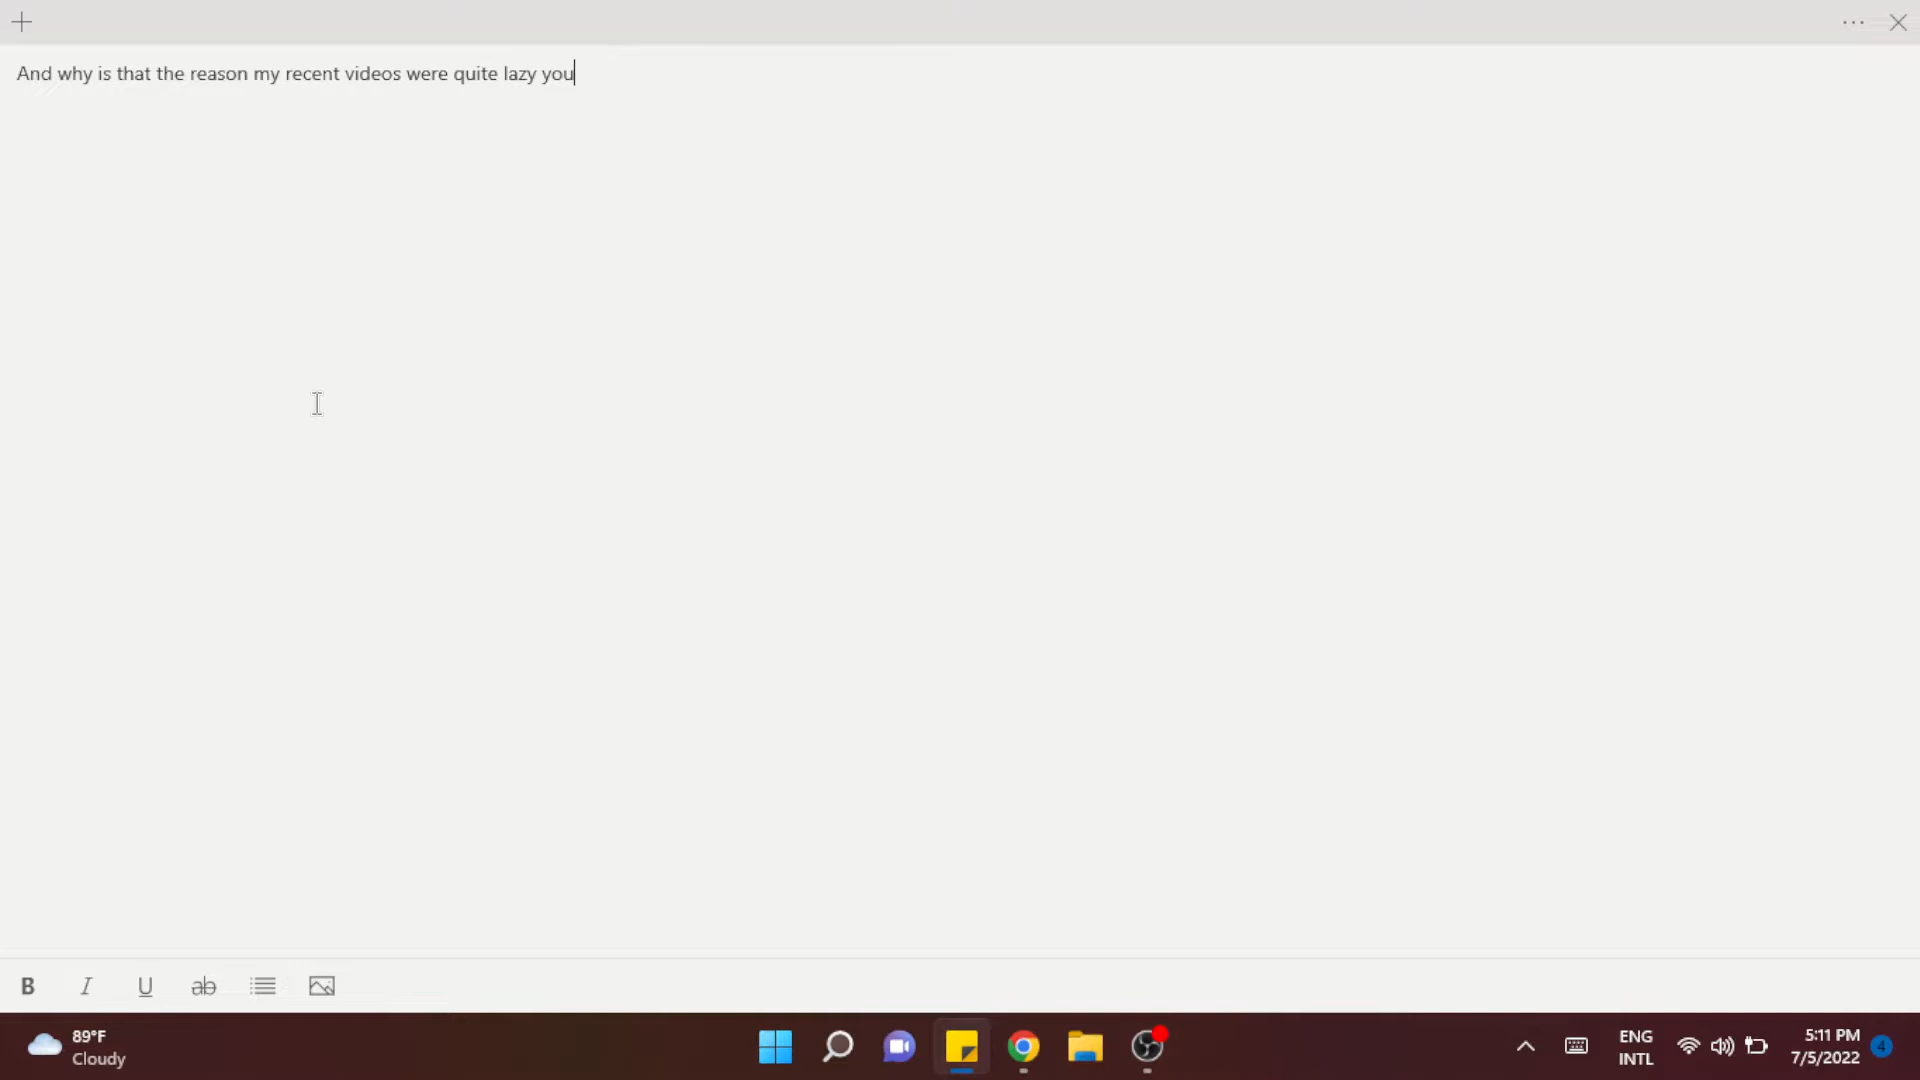 And why is that the reason my recent videos were quite lazy you
B I U ab
89°F
Cloudy
ENG
INTL
5:11 PM
7/5/2022
4